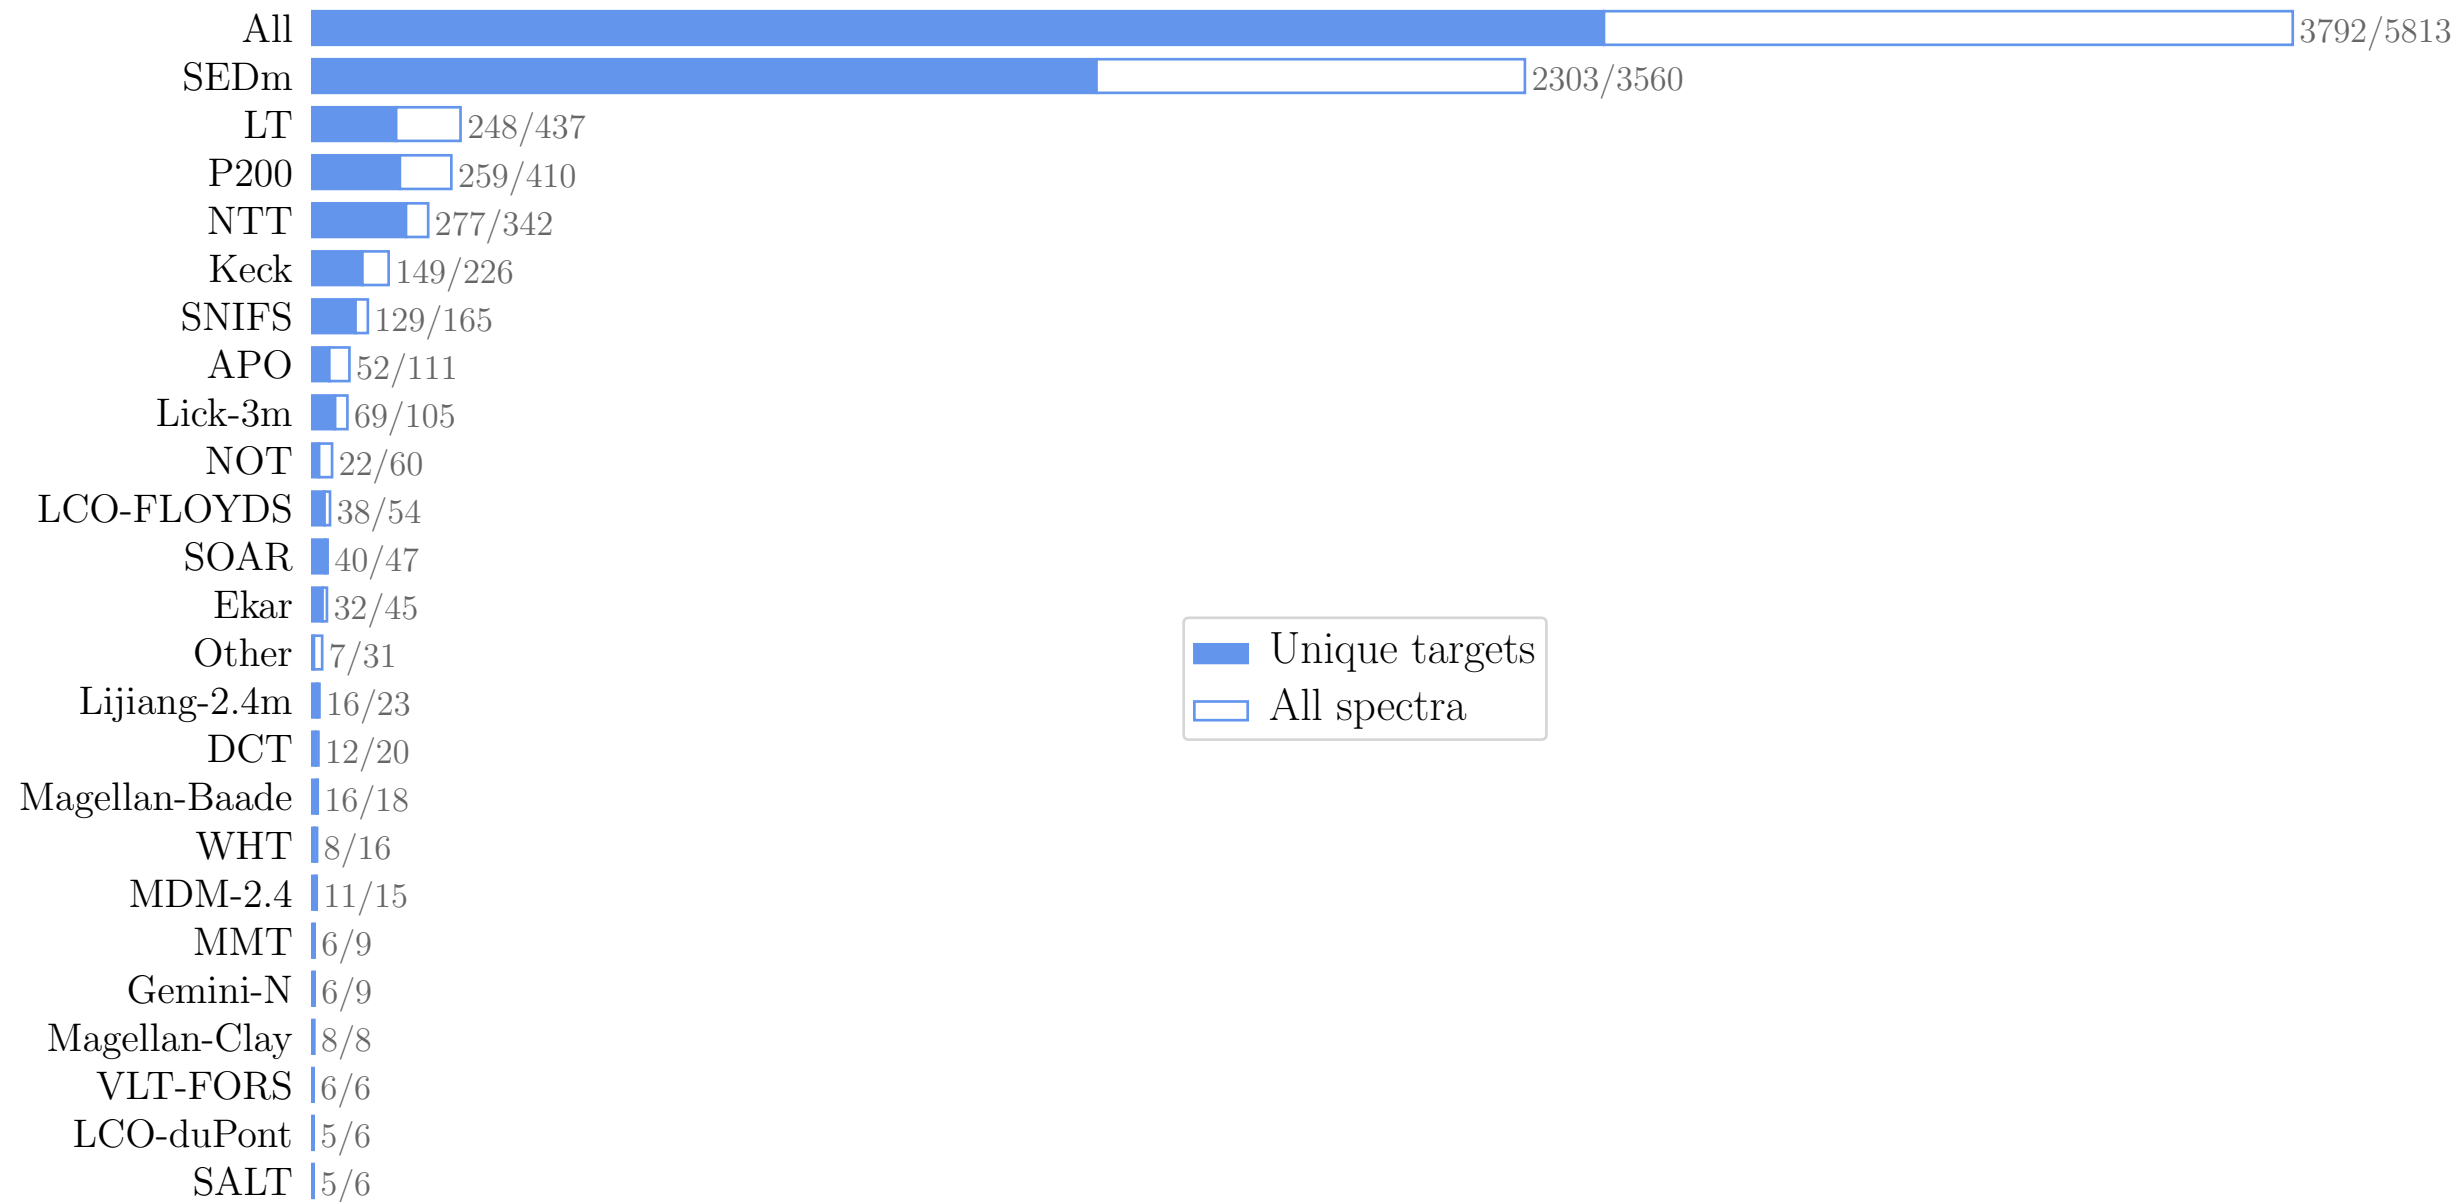 All 3792/5813
SEDm 2303/3560
LT 248/437
P200 259/410
NTT 277/342
Keck 149/226
SNIFS 129/165
APO 52/111
Lick-3m 69/105
NOT 22/60
LCO-FLOYDS 38/54
SOAR 40/47
Ekar 32/45
Other 7/31
Unique targets
Lijiang-2.4m 16/23
All spectra
DCT 12/20
Magellan-Baade 16/18
WHT 8/16
MDM-2.4 11/15
MMT 6/9
Gemini-N 6/9
Magellan-Clay 8/8
VLT-FORS 6/6
LCO-duPont 5/6
SALT 5/6